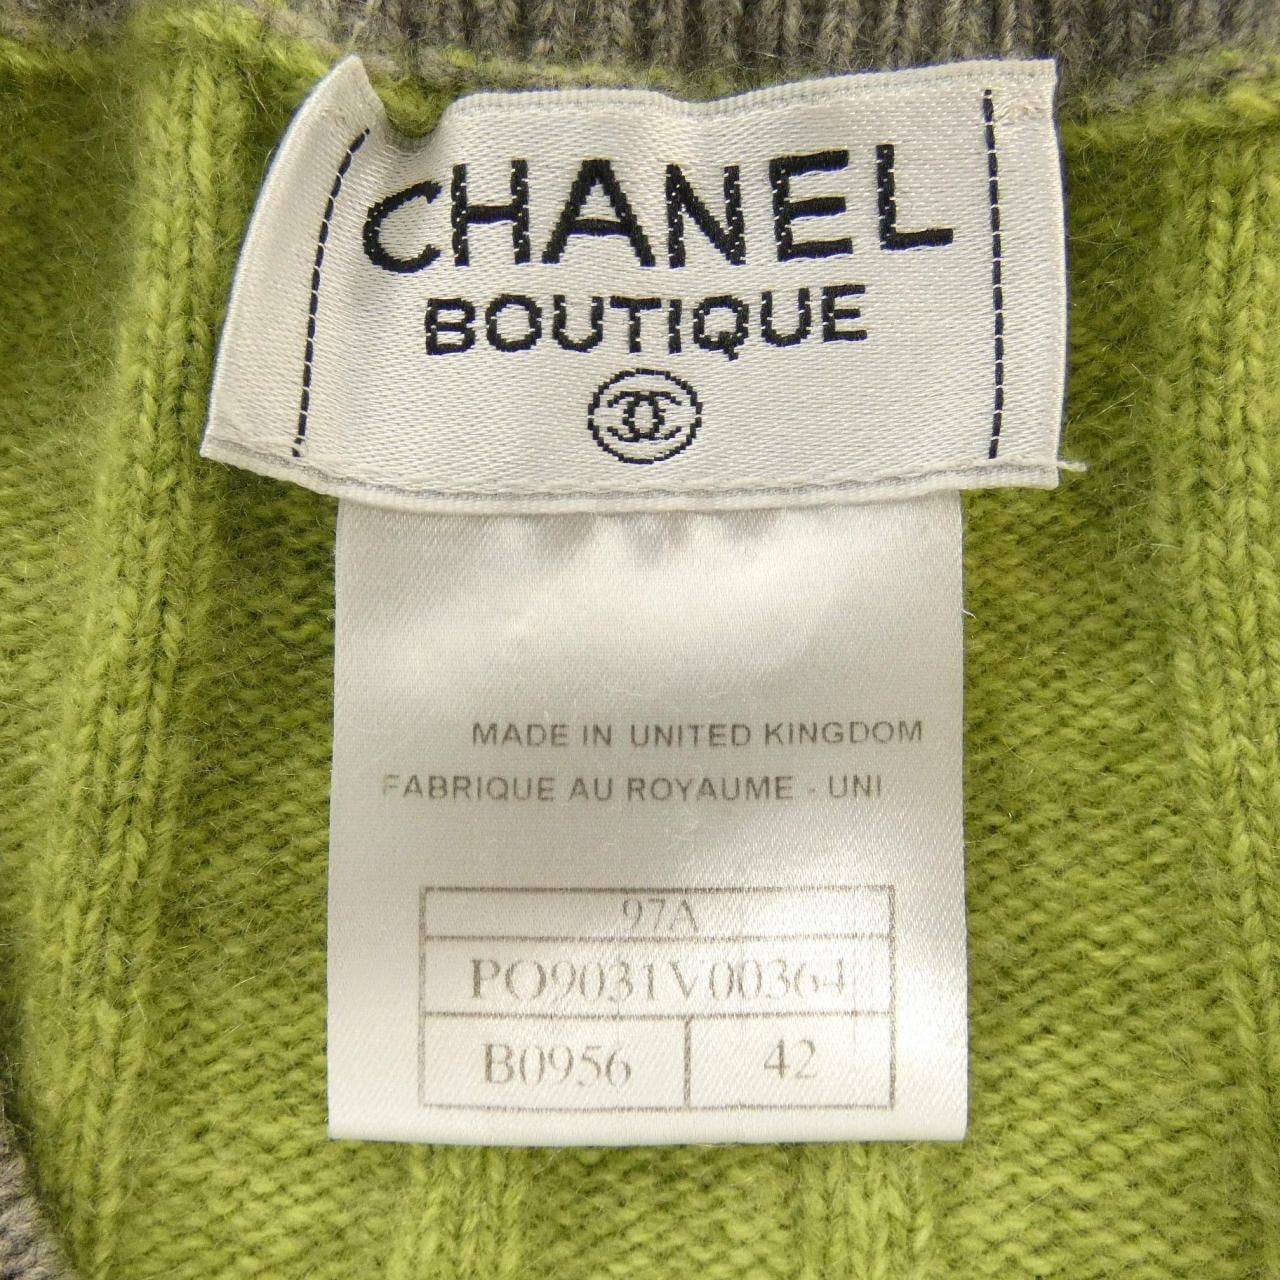 CHANEL
BOUTIQUE
MADE IN UNITED KINGDOM
FABRIQUE AU ROYAUME - UNI
97A
PO9031V00364
B0956 42